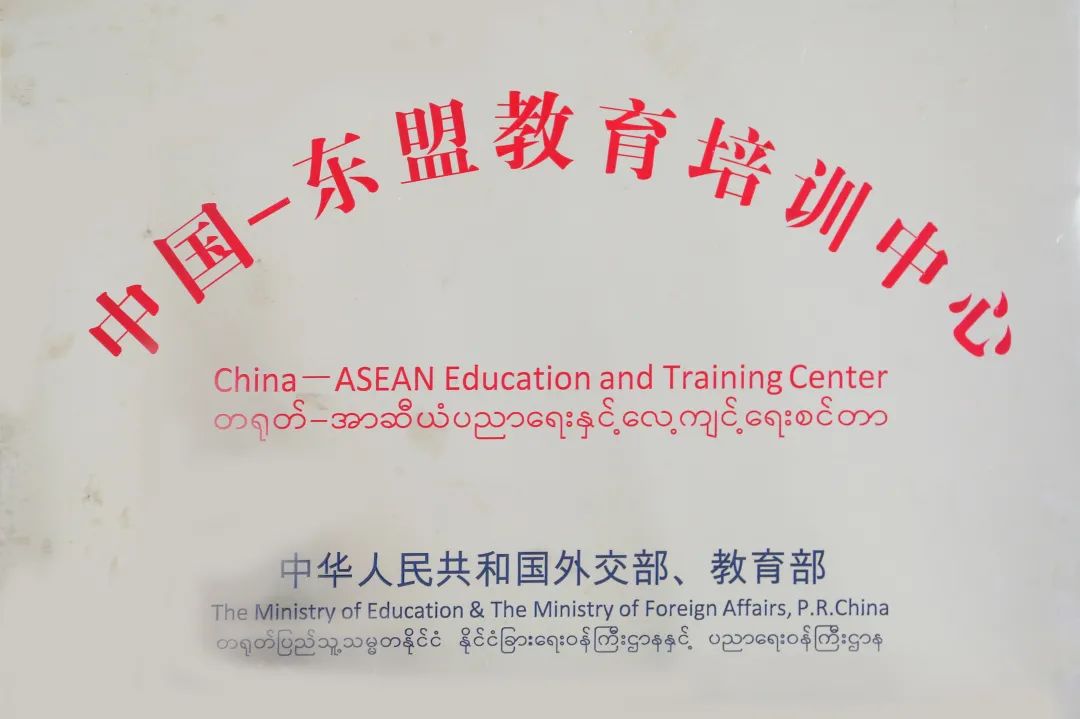 中国-东盟教育培训中心
China—ASEAN Education and Training Center
တရုတ်–အာဆီယံပညာရေးနှင့်လေ့ကျင့်ရေးစင်တာ
中华人民共和国外交部、教育部
The Ministry of Education & The Ministry of Foreign Affairs, P.R.China
တရုတ်ပြည်သူ့သမ္မတနိုင်ငံ နိုင်ငံခြားရေးဝန်ကြီးဌာနနှင့် ပညာရေးဝန်ကြီးဌာန